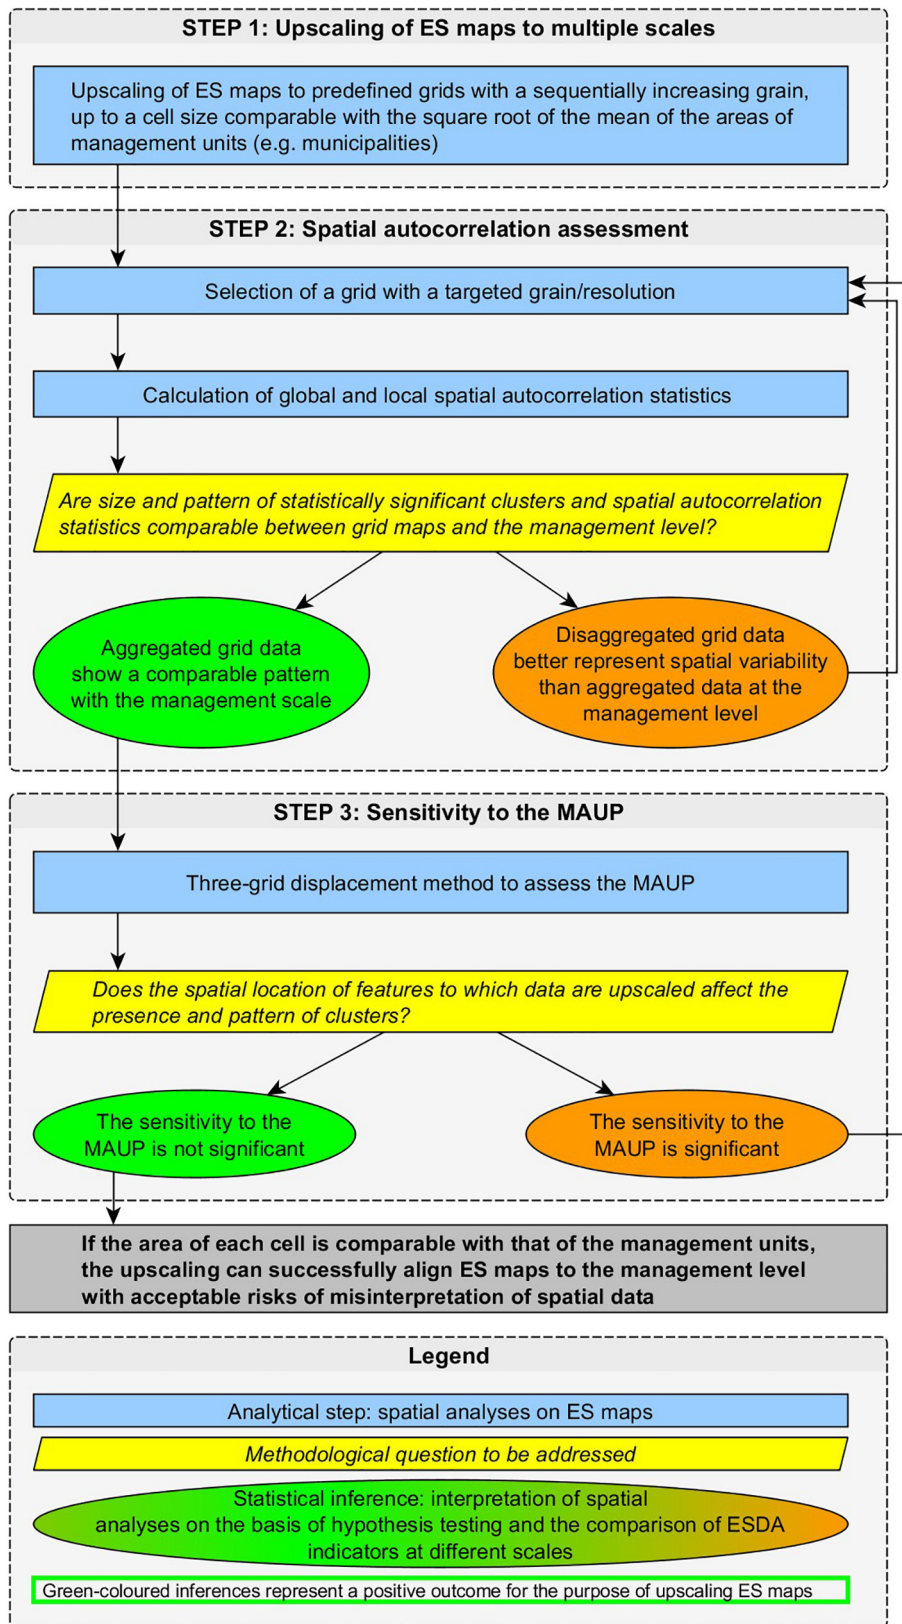 STEP 1: Upscaling of ES maps to multiple scales
Upscaling of ES maps to predefined grids with a sequentially increasing grain,
up to a cell size comparable with the square root of the mean of the areas of
management units (e.g. municipalities)
STEP 2: Spatial autocorrelation assessment
Selection of a grid with a targeted grain/resolution
Calculation of global and local spatial autocorrelation statistics
Are size and pattern of statistically significant clusters and spatial autocorrelation
statistics comparable between grid maps and the management level?
Aggregated grid data
show a comparable pattern
with the management scale
Disaggregated grid data
better represent spatial variability
than aggregated data at the
management level
STEP 3: Sensitivity to the MAUP
Three-grid displacement method to assess the MAUP
Does the spatial location of features to which data are upscaled affect the
presence and pattern of clusters?
The sensitivity to the
MAUP is not significant
The sensitivity to the
MAUP is significant
If the area of each cell is comparable with that of the management units,
the upscaling can successfully align ES maps to the management level
with acceptable risks of misinterpretation of spatial data
Legend
Analytical step: spatial analyses on ES maps
Methodological question to be addressed
Statistical inference: interpretation of spatial
analyses on the basis of hypothesis testing and the comparison of ESDA
indicators at different scales
Green-coloured inferences represent a positive outcome for the purpose of upscaling ES maps